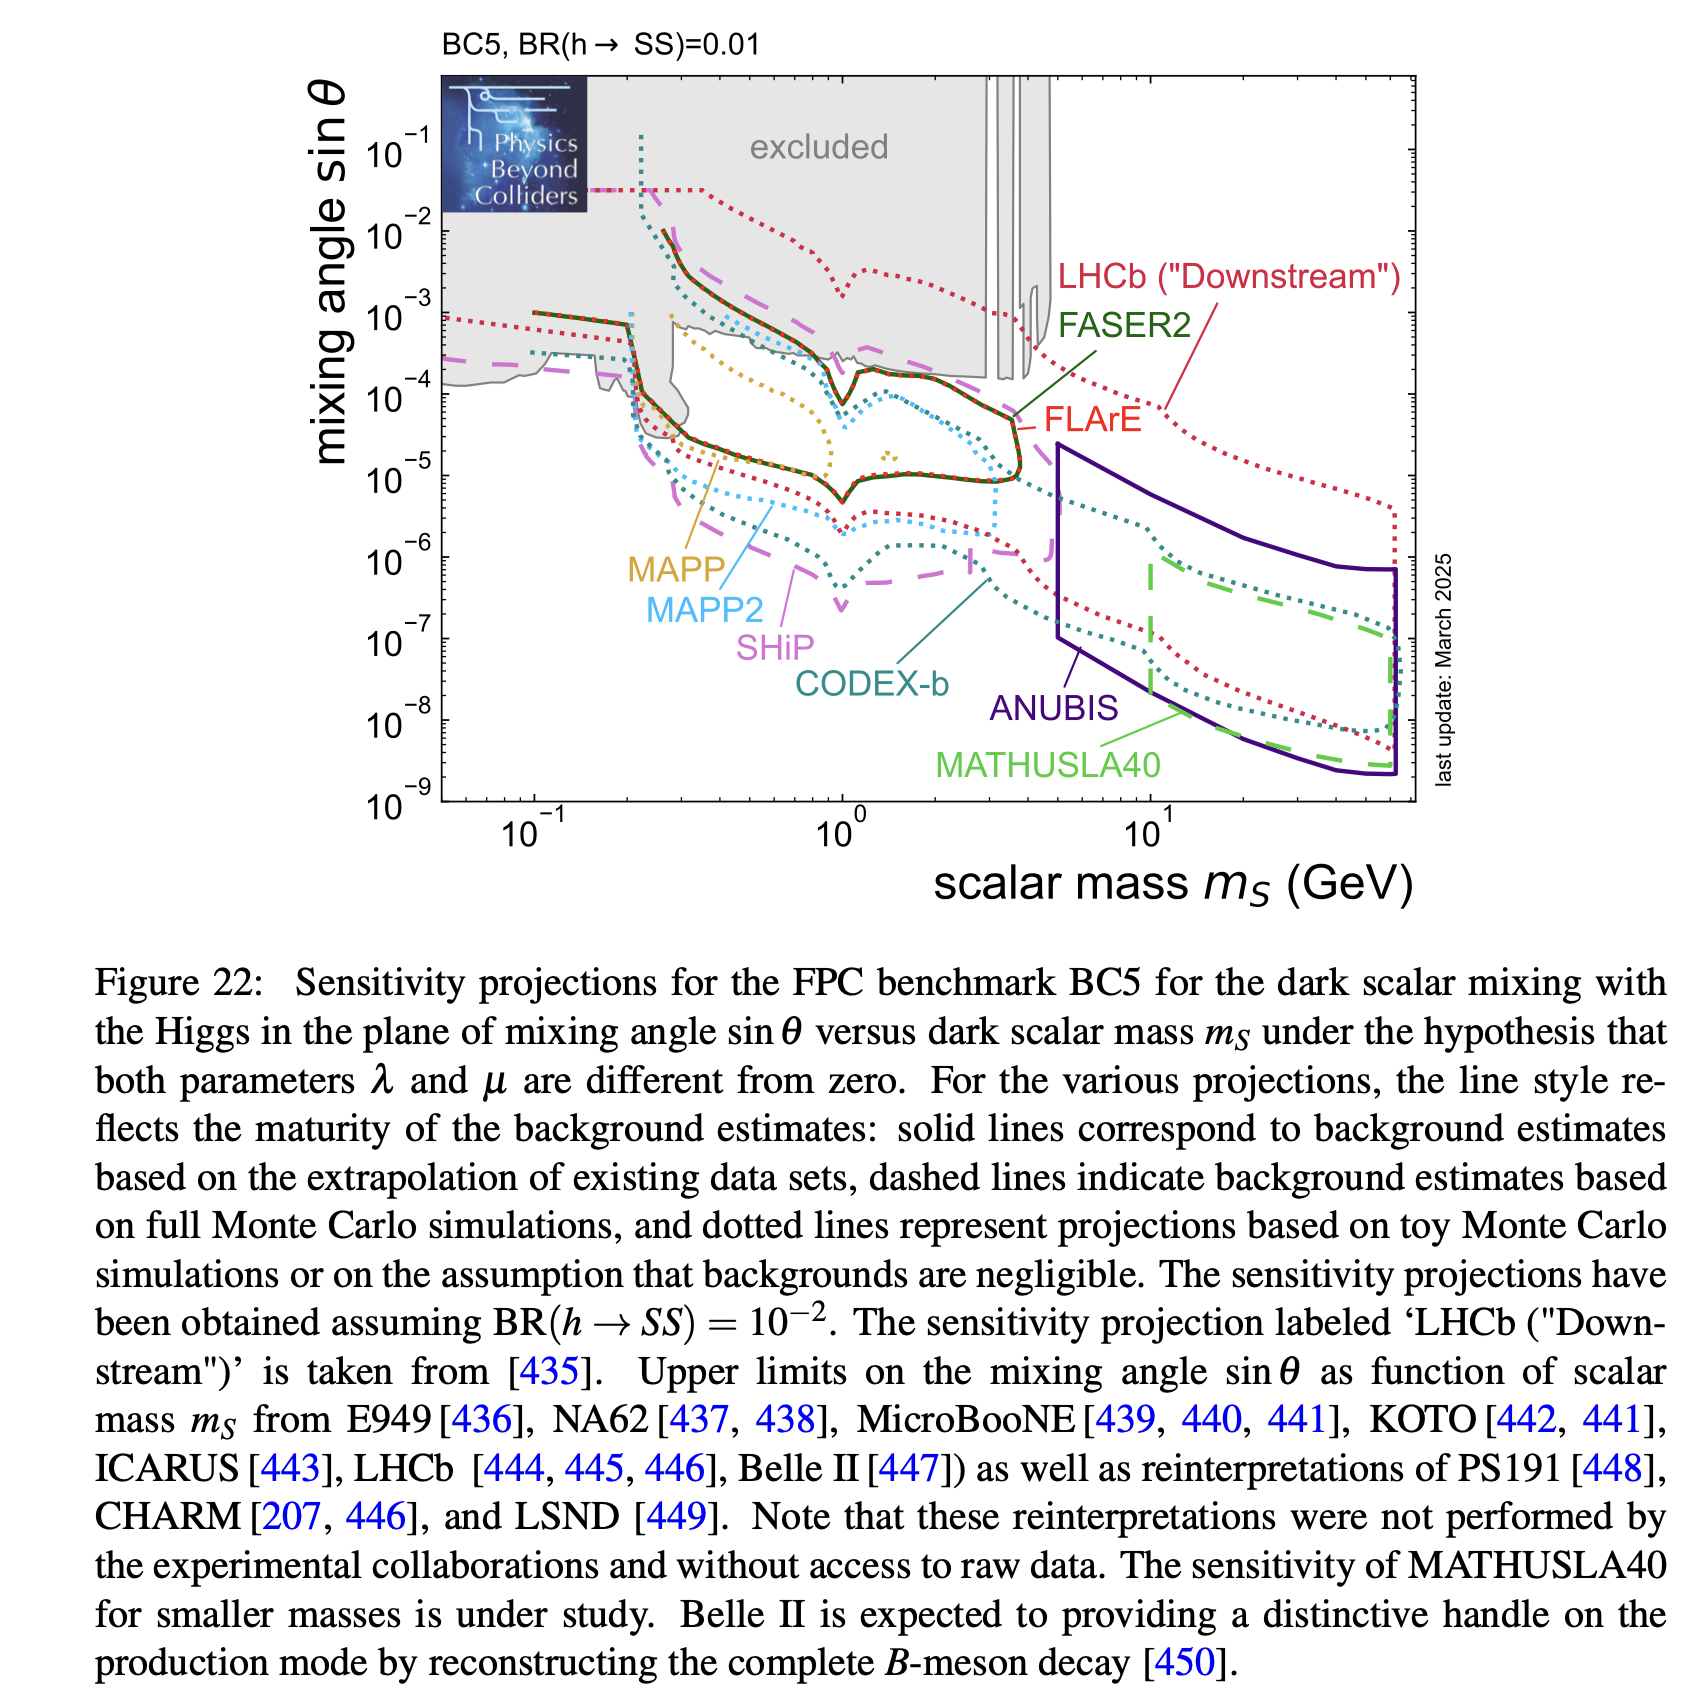 BC5, BR(h → SS)=0.01
Physics
Beyond
Colliders
excluded
mixing angle sin θ
10⁻¹
10⁻²
10⁻³
10⁻⁴
10⁻⁵
10⁻⁶
10⁻⁷
10⁻⁸
10⁻⁹
LHCb ("Downstream")
FASER2
FLArE
MAPP
MAPP2
SHiP
CODEX-b
ANUBIS
MATHUSLA40
last update: March 2025
10⁻¹
10⁰
10¹
scalar mass mS (GeV)
Figure 22: Sensitivity projections for the FPC benchmark BC5 for the dark scalar mixing with
the Higgs in the plane of mixing angle sin θ versus dark scalar mass mS under the hypothesis that
both parameters λ and μ are different from zero. For the various projections, the line style re-
flects the maturity of the background estimates: solid lines correspond to background estimates
based on the extrapolation of existing data sets, dashed lines indicate background estimates based
on full Monte Carlo simulations, and dotted lines represent projections based on toy Monte Carlo
simulations or on the assumption that backgrounds are negligible. The sensitivity projections have
been obtained assuming BR(h → SS) = 10⁻². The sensitivity projection labeled ‘LHCb ("Down-
stream")’ is taken from [435]. Upper limits on the mixing angle sin θ as function of scalar
mass mS from E949 [436], NA62 [437, 438], MicroBooNE [439, 440, 441], KOTO [442, 441],
ICARUS [443], LHCb [444, 445, 446], Belle II [447]) as well as reinterpretations of PS191 [448],
CHARM [207, 446], and LSND [449]. Note that these reinterpretations were not performed by
the experimental collaborations and without access to raw data. The sensitivity of MATHUSLA40
for smaller masses is under study. Belle II is expected to providing a distinctive handle on the
production mode by reconstructing the complete B-meson decay [450].